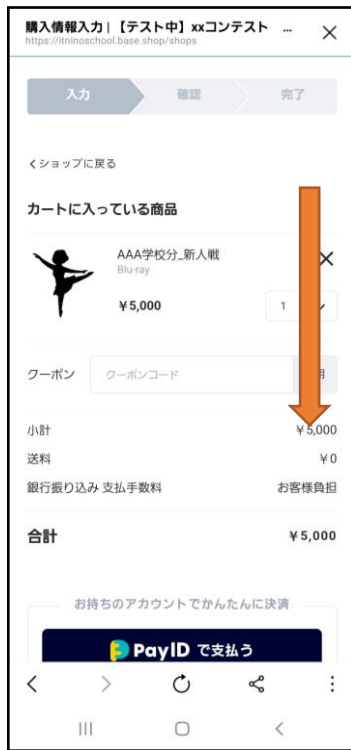 購入情報入力 | 【テスト中】xxコンテスト ...
https://itninoschool.base.shop/shops
入力
確認
完了
ショップに戻る
カートに入っている商品
AAA学校分_新人戦
Blu-ray
¥5,000
1
クーポン
クーポンコード
小計 ¥5,000
送料 ¥0
銀行振り込み 支払手数料 お客様負担
合計 ¥5,000
お持ちのアカウントでかんたんに決済
PayID で支払う